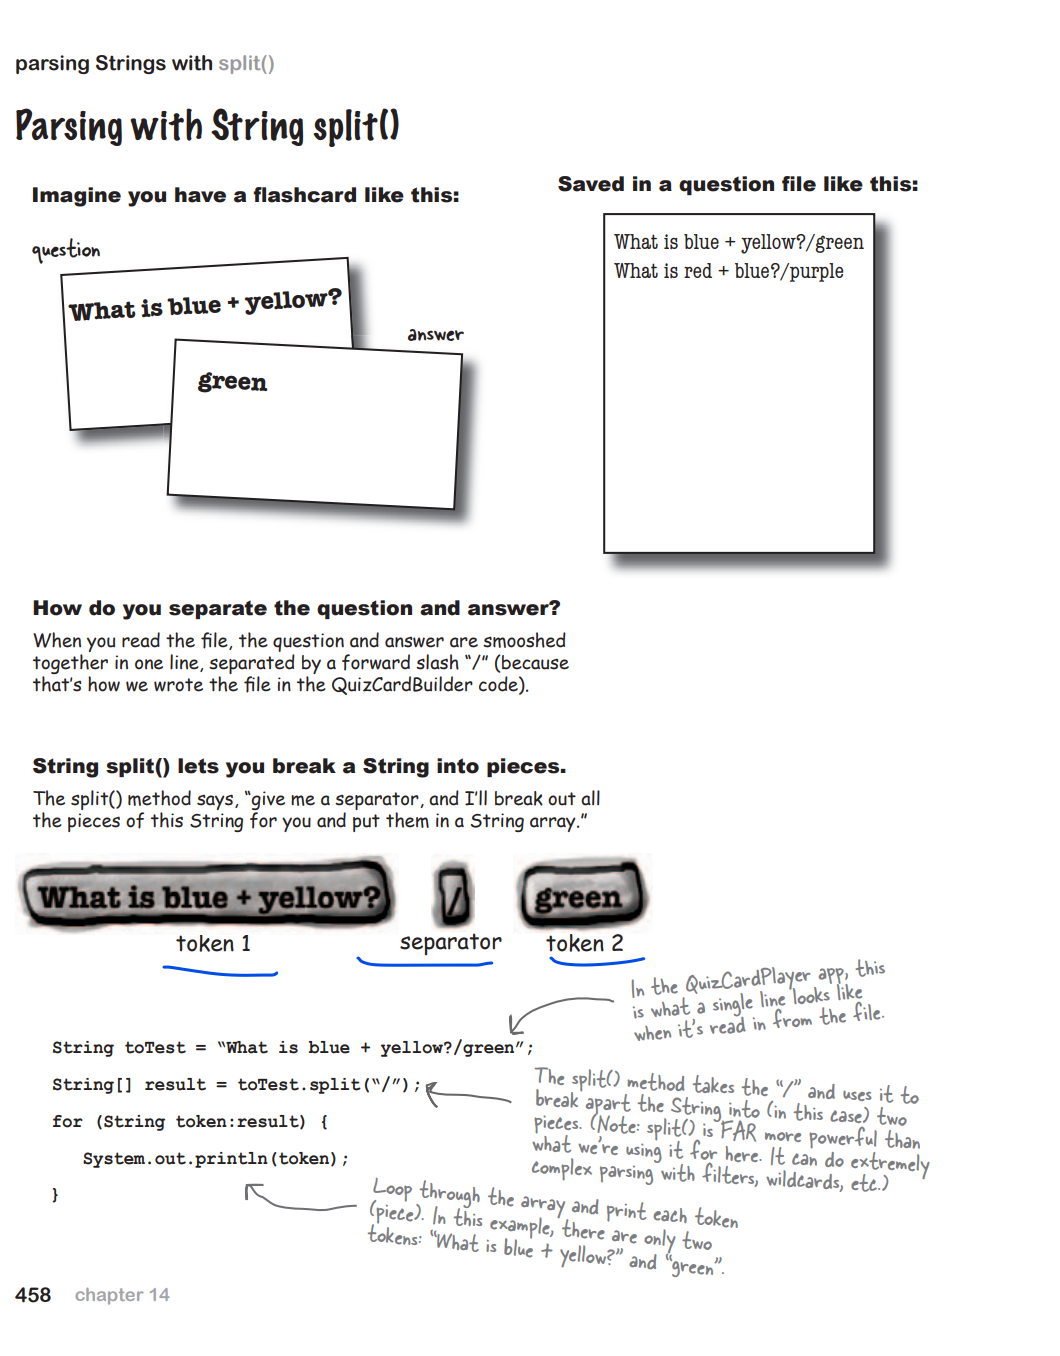 parsing Strings with split()
Parsing with String split()
Imagine you have a flashcard like this:
question
What is blue + yellow?
answer
green
Saved in a question file like this:
What is blue + yellow?/green
What is red + blue?/purple
How do you separate the question and answer?
When you read the file, the question and answer are smooshed
together in one line, separated by a forward slash “/” (because
that’s how we wrote the file in the QuizCardBuilder code).
String split() lets you break a String into pieces.
The split() method says, “give me a separator, and I’ll break out all
the pieces of this String for you and put them in a String array.”
What is blue + yellow? / green
token 1 separator token 2
In the QuizCardPlayer app, this
is what a single line looks like
when it’s read in from the file.
String toTest = “What is blue + yellow?/green”;
String[] result = toTest.split(“/”);
for (String token:result) {
System.out.println(token);
}
The split() method takes the “/” and uses it to
break apart the String into (in this case) two
pieces. (Note: split() is FAR more powerful than
what we’re using it for here. It can do extremely
complex parsing with filters, wildcards, etc.)
Loop through the array and print each token
(piece). In this example, there are only two
tokens: “What is blue + yellow?” and “green”.
458 chapter 14